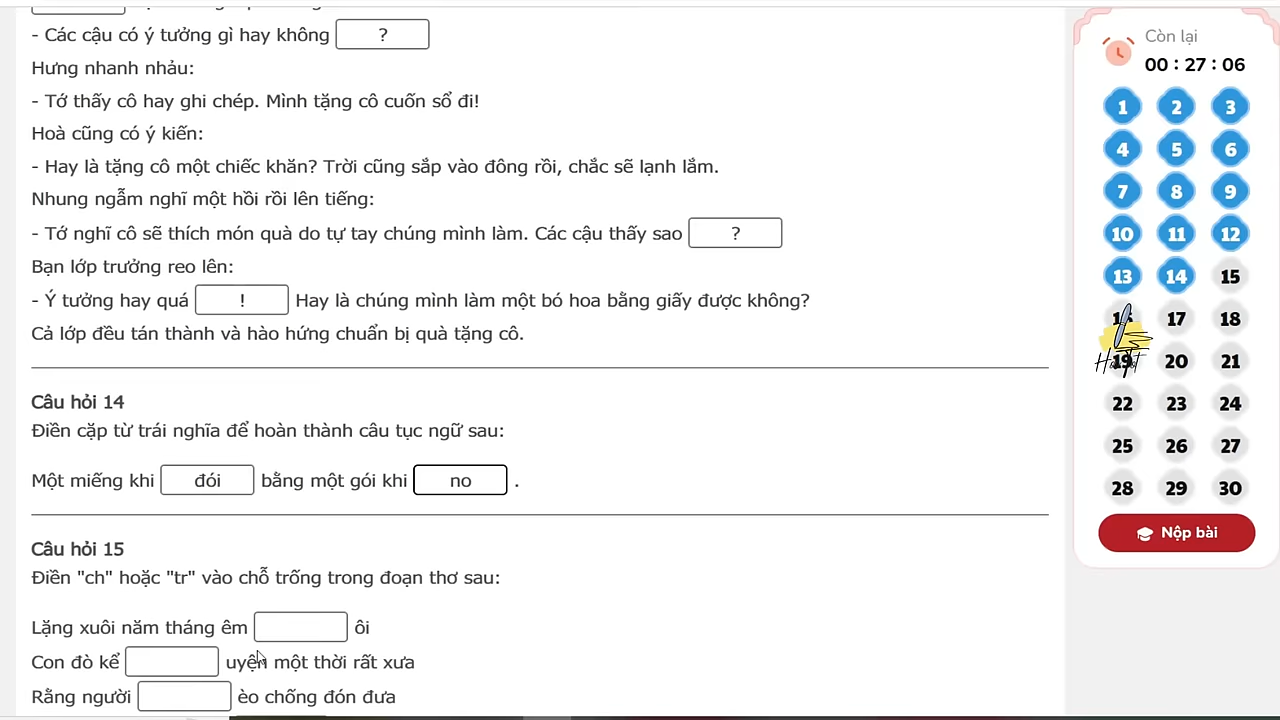 - Các cậu có ý tưởng gì hay không ?
Hưng nhanh nhảu:
- Tớ thấy cô hay ghi chép. Mình tặng cô cuốn sổ đi!
Hoà cũng có ý kiến:
- Hay là tặng cô một chiếc khăn? Trời cũng sắp vào đông rồi, chắc sẽ lạnh lắm.
Nhung ngẫm nghĩ một hồi rồi lên tiếng:
- Tớ nghĩ cô sẽ thích món quà do tự tay chúng mình làm. Các cậu thấy sao ?
Bạn lớp trưởng reo lên:
- Ý tưởng hay quá ! Hay là chúng mình làm một bó hoa bằng giấy được không?
Cả lớp đều tán thành và hào hứng chuẩn bị quà tặng cô.
Câu hỏi 14
Điền cặp từ trái nghĩa để hoàn thành câu tục ngữ sau:
Một miếng khi đói bằng một gói khi no .
Câu hỏi 15
Điền "ch" hoặc "tr" vào chỗ trống trong đoạn thơ sau:
Lặng xuôi năm tháng êm ôi
Con đò kể uyện một thời rất xưa
Rằng người èo chống đón đưa
Còn lại
00 : 27 : 06
1 2 3
4 5 6
7 8 9
10 11 12
13 14 15
17 18
19 20 21
22 23 24
25 26 27
28 29 30
Nộp bài